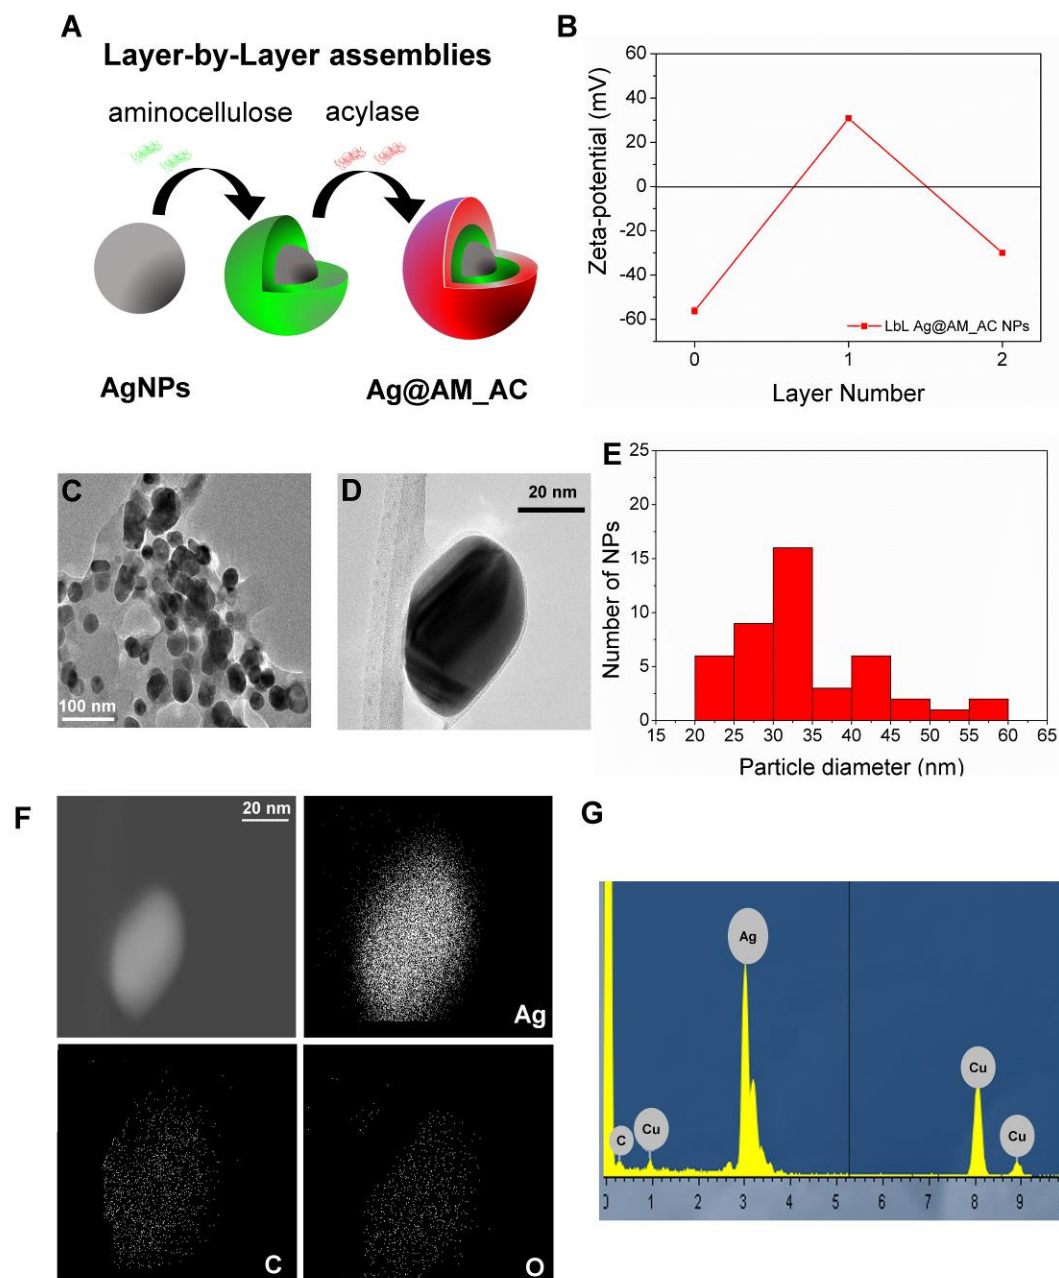 A
Layer-by-Layer assemblies
aminocellulose
acylase
AgNPs
Ag@AM_AC
B
60
40
20
0
-20
-40
-60
Zeta-potential (mV)
LbL Ag@AM_AC NPs
0 1 2
Layer Number
C
100 nm
D
20 nm
E
25
20
15
10
5
0
Number of NPs
15 20 25 30 35 40 45 50 55 60 65
Particle diameter (nm)
F
20 nm
Ag
C
O
G
Ag
Cu
C
Cu
Cu
0 1 2 3 4 5 6 7 8 9